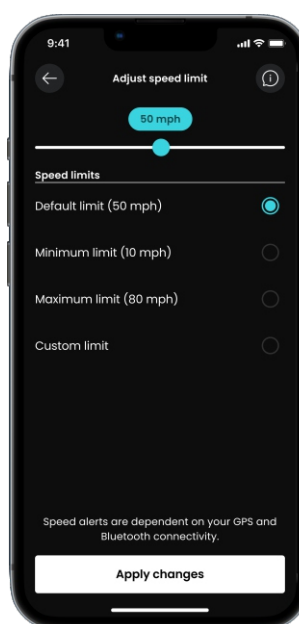 9:41
Adjust speed limit
50 mph
Speed limits
Default limit (50 mph)
Minimum limit (10 mph)
Maximum limit (80 mph)
Custom limit
Speed alerts are dependent on your GPS and
Bluetooth connectivity.
Apply changes